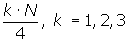 k·N/4, k = 1,2,3